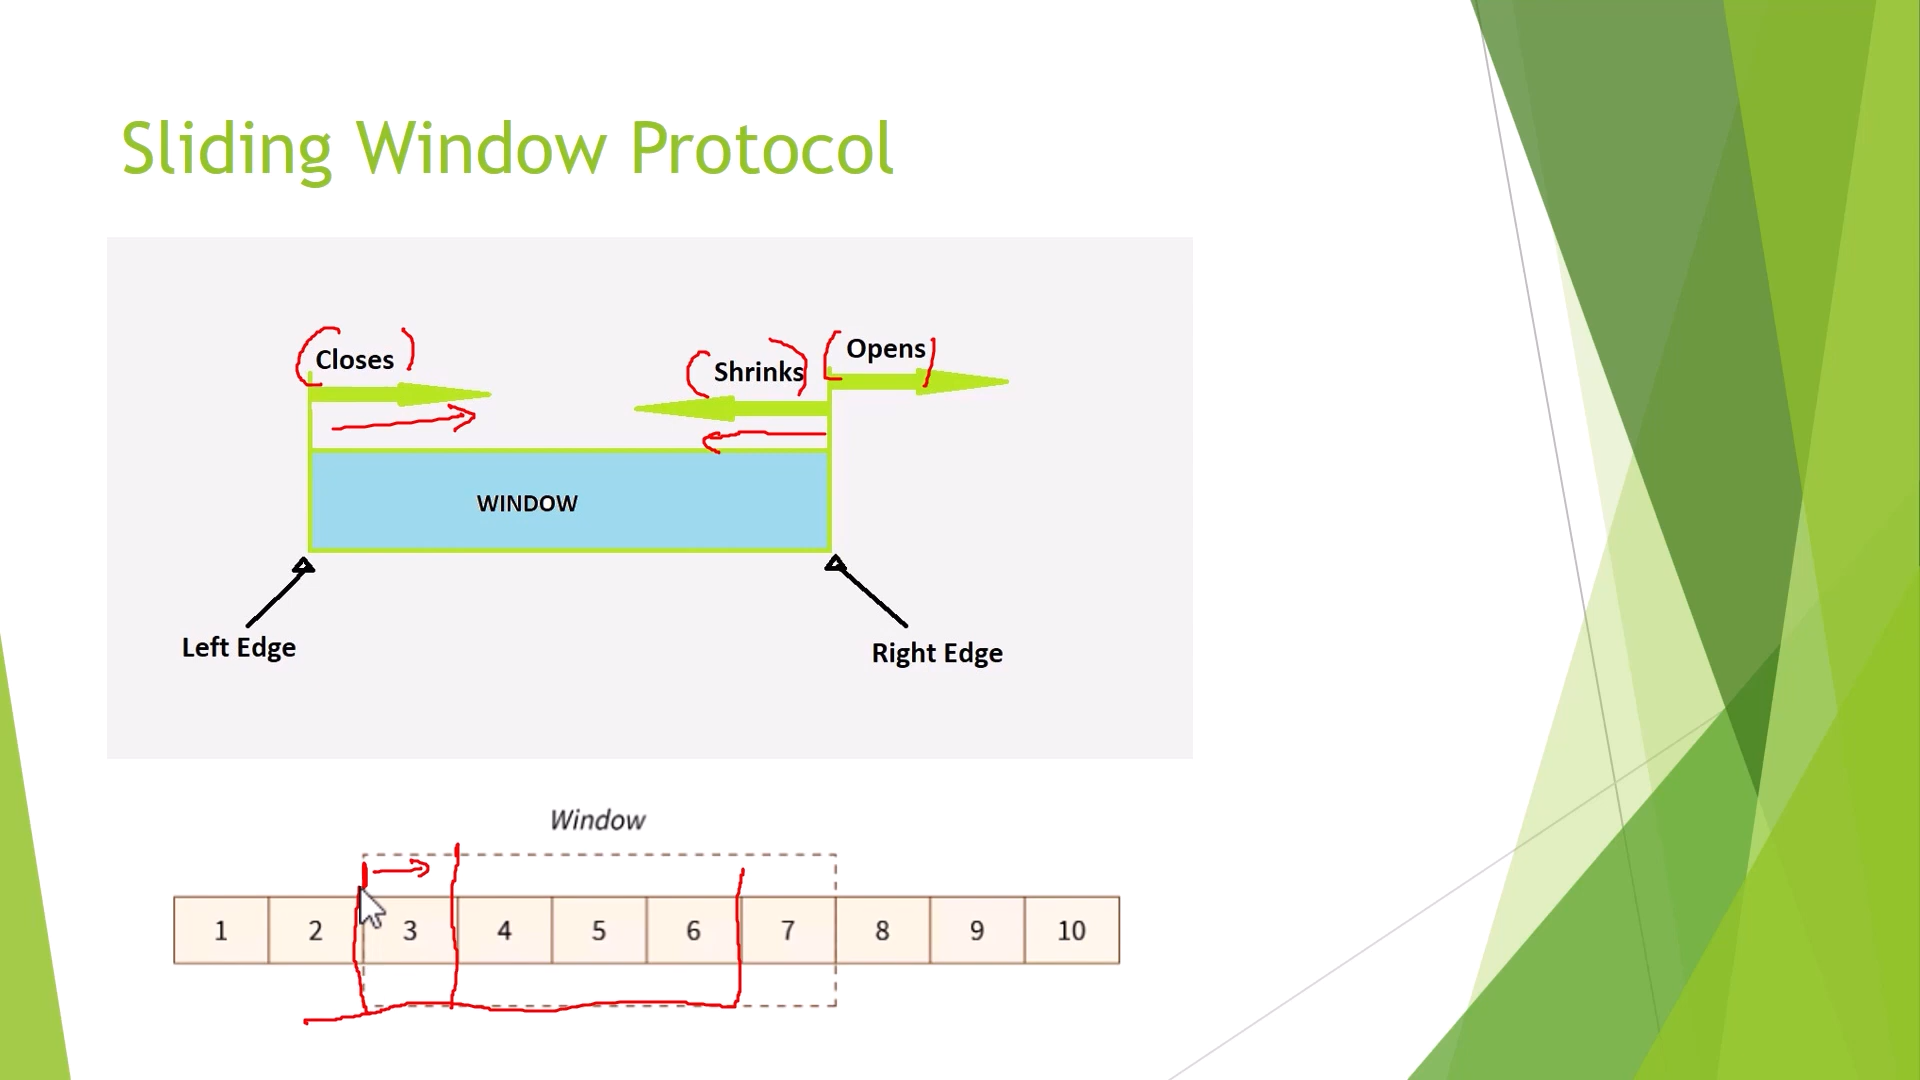 Sliding Window Protocol
Closes
Shrinks
Opens
WINDOW
Left Edge
Right Edge
Window
1 2 3 4 5 6 7 8 9 10